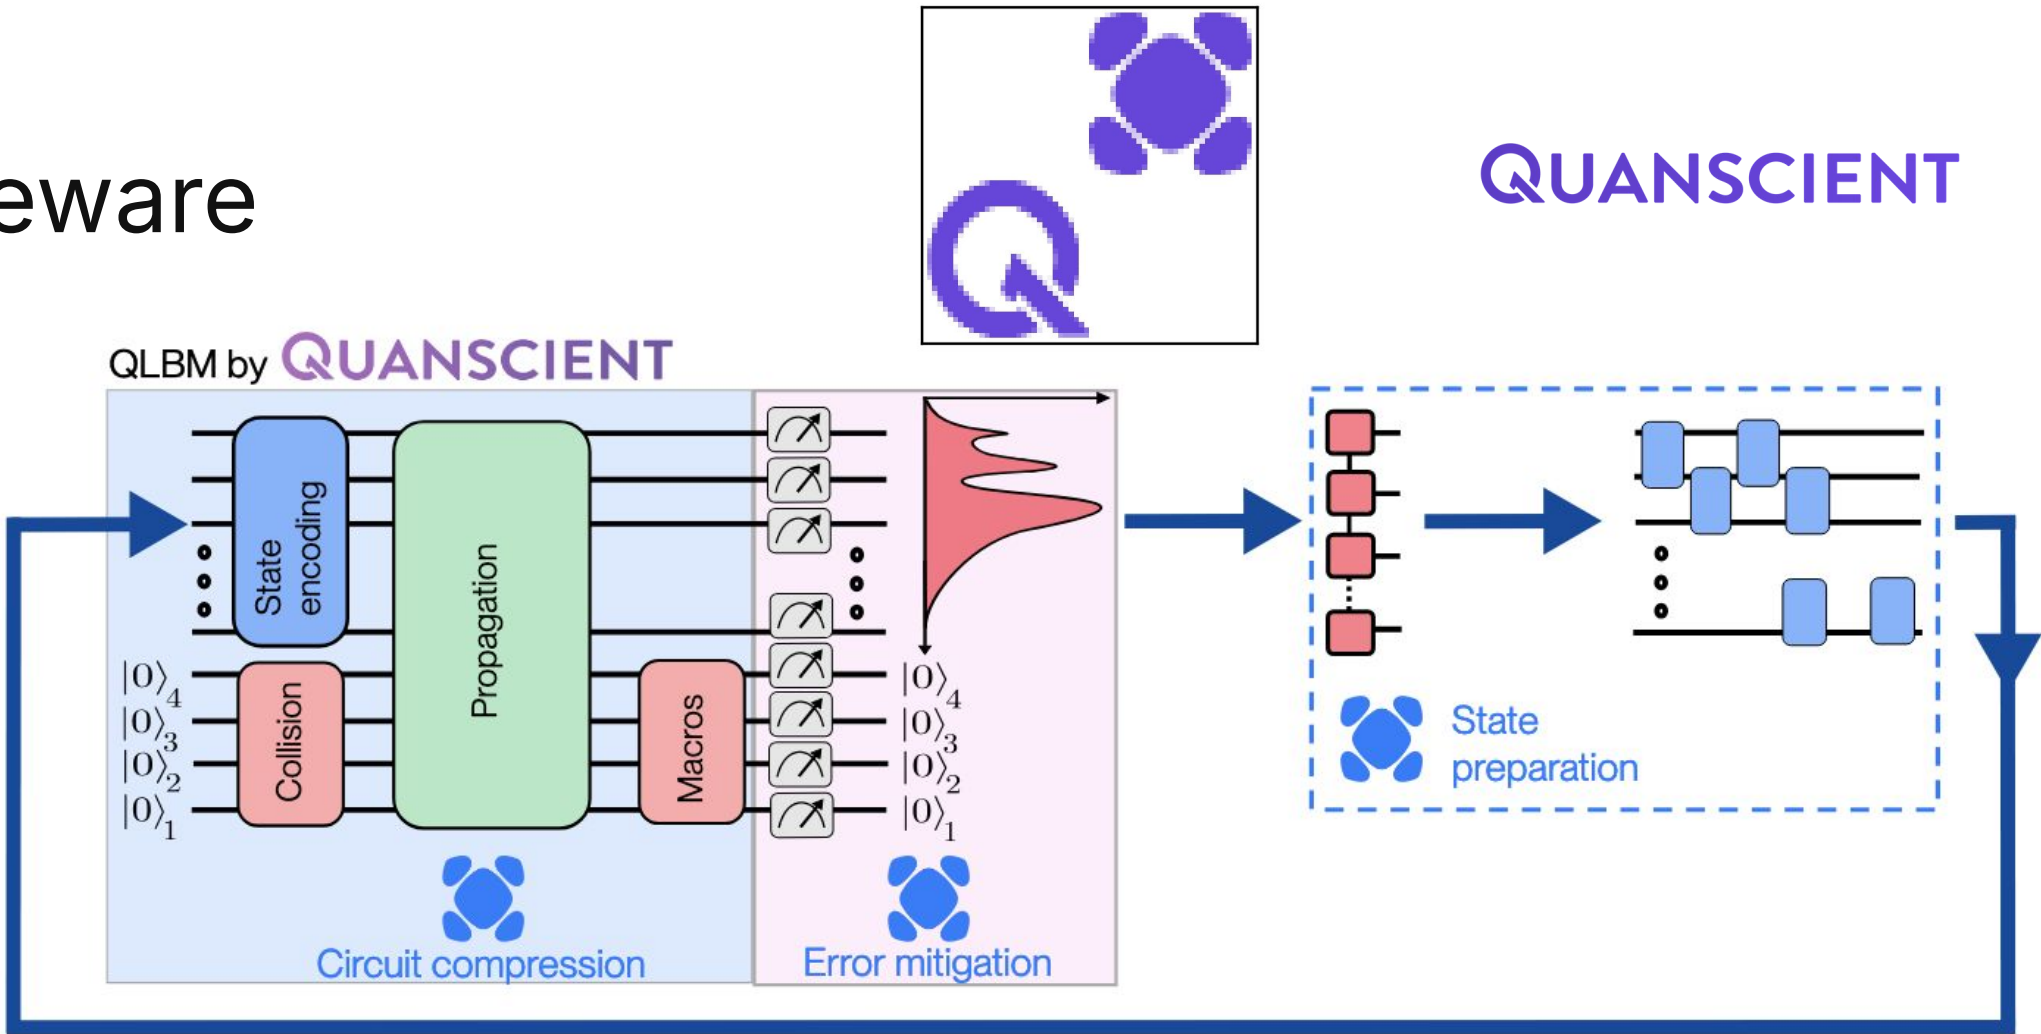 eware
QUANSCIENT
QLBM by QUANSCIENT
State
encoding
Propagation
Collision
Macros
|0⟩4
|0⟩3
|0⟩2
|0⟩1
|0⟩4
|0⟩3
|0⟩2
|0⟩1
Circuit compression
Error mitigation
State
preparation